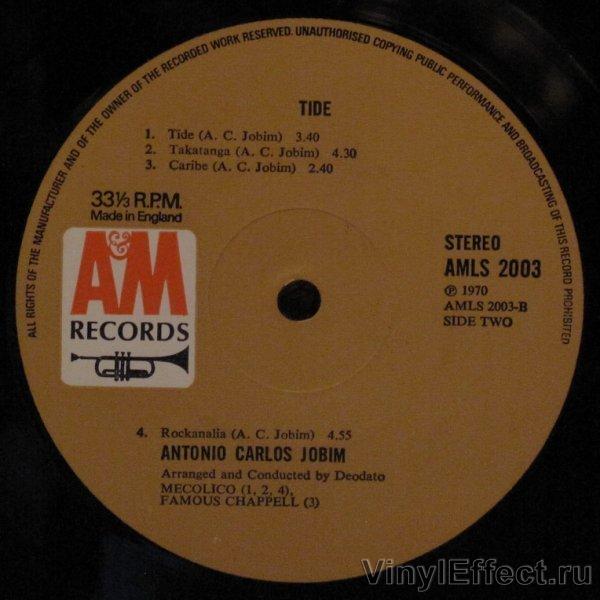 ALL RIGHTS OF THE MANUFACTURER AND OF THE OWNER OF THE RECORDED WORK RESERVED. UNAUTHORISED COPYING PUBLIC PERFORMANCE AND BROADCASTING OF THIS RECORD PROHIBITED
TIDE
1. Tide (A. C. Jobim) 3.40
2. Takatanga (A. C. Jobim) 4.30
3. Caribe (A. C. Jobim) 2.40
33⅓ R.P.M.
Made in England
A&M
RECORDS
STEREO
AMLS 2003
℗ 1970
AMLS 2003-B
SIDE TWO
4. Rockanalia (A. C. Jobim) 4.55
ANTONIO CARLOS JOBIM
Arranged and Conducted by Deodato
MECOLICO (1, 2, 4),
FAMOUS CHAPPELL (3)
VinylEffect.ru